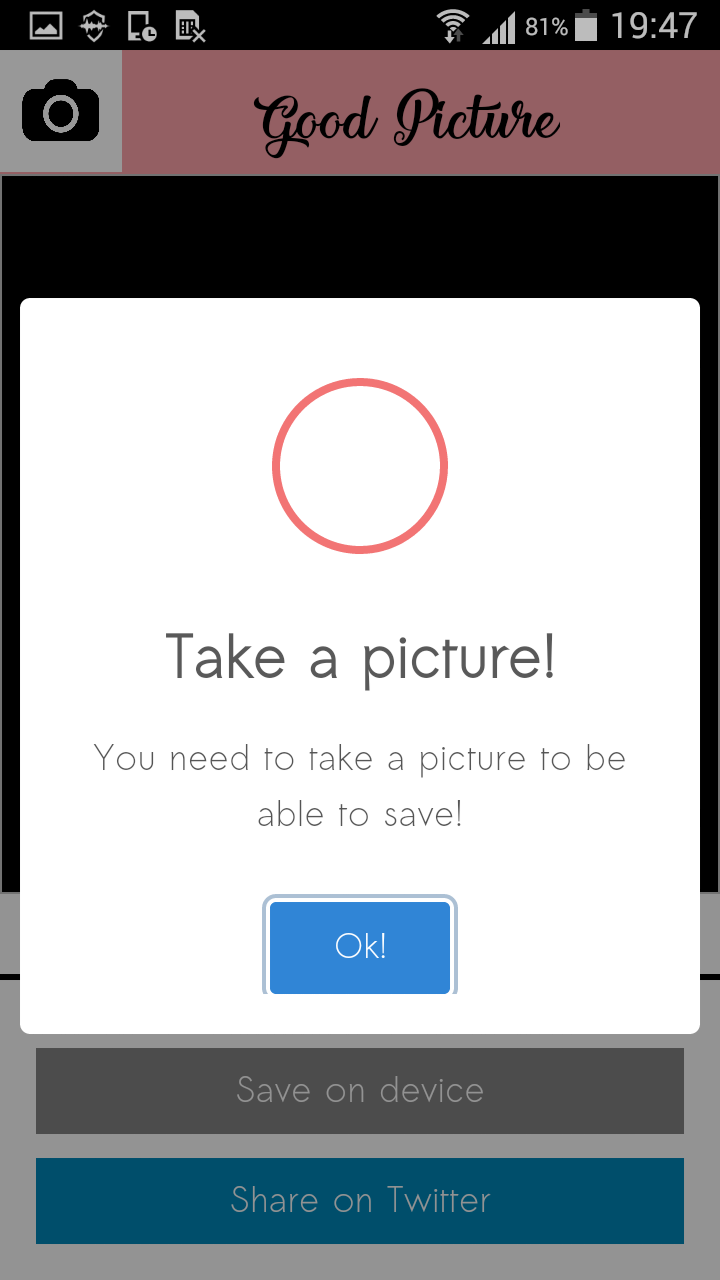 81% 19:47
Good Picture
Take a picture!
You need to take a picture to be
able to save!
Ok!
Save on device
Share on Twitter